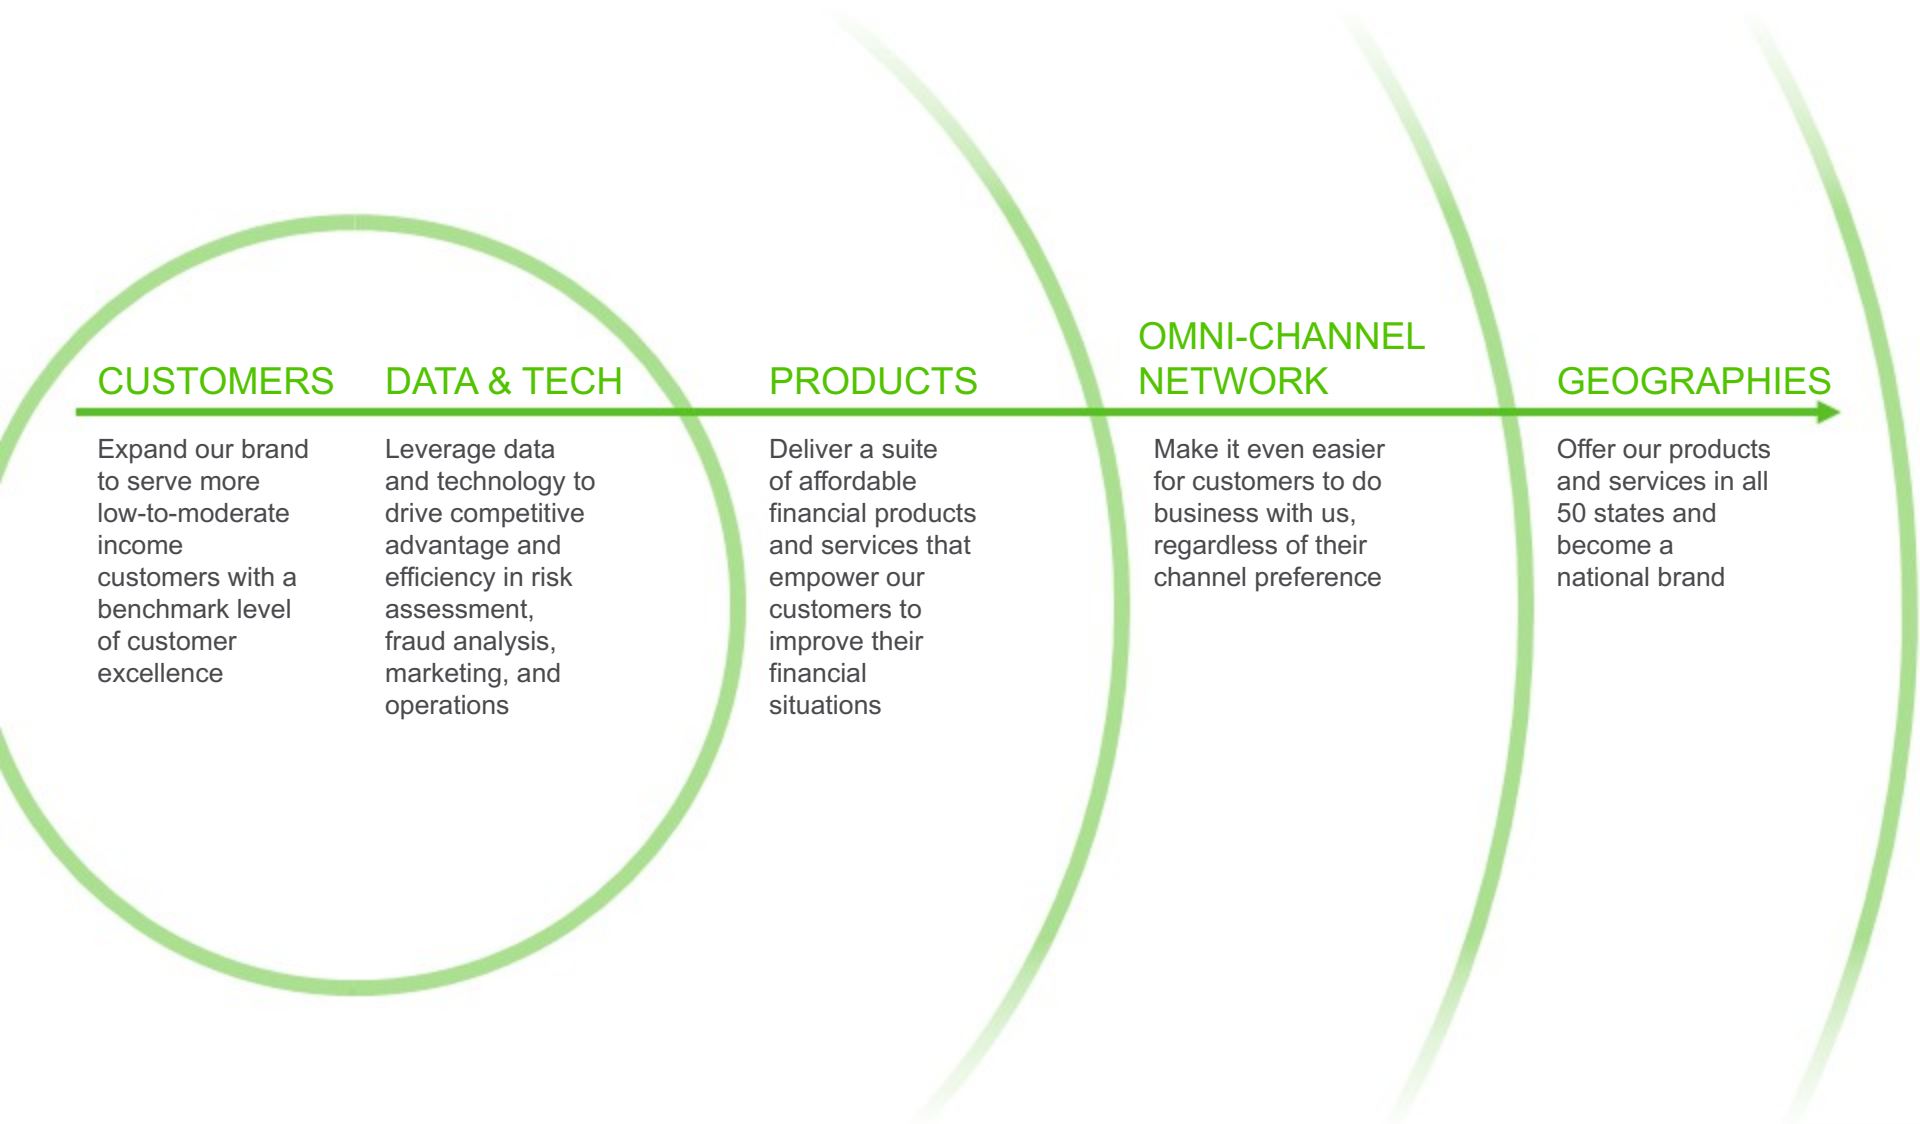 CUSTOMERS
Expand our brand
to serve more
low-to-moderate
income
customers with a
benchmark level
of customer
excellence
DATA & TECH
Leverage data
and technology to
drive competitive
advantage and
efficiency in risk
assessment,
fraud analysis,
marketing, and
operations
PRODUCTS
Deliver a suite
of affordable
financial products
and services that
empower our
customers to
improve their
financial
situations
OMNI-CHANNEL
NETWORK
Make it even easier
for customers to do
business with us,
regardless of their
channel preference
GEOGRAPHIES
Offer our products
and services in all
50 states and
become a
national brand